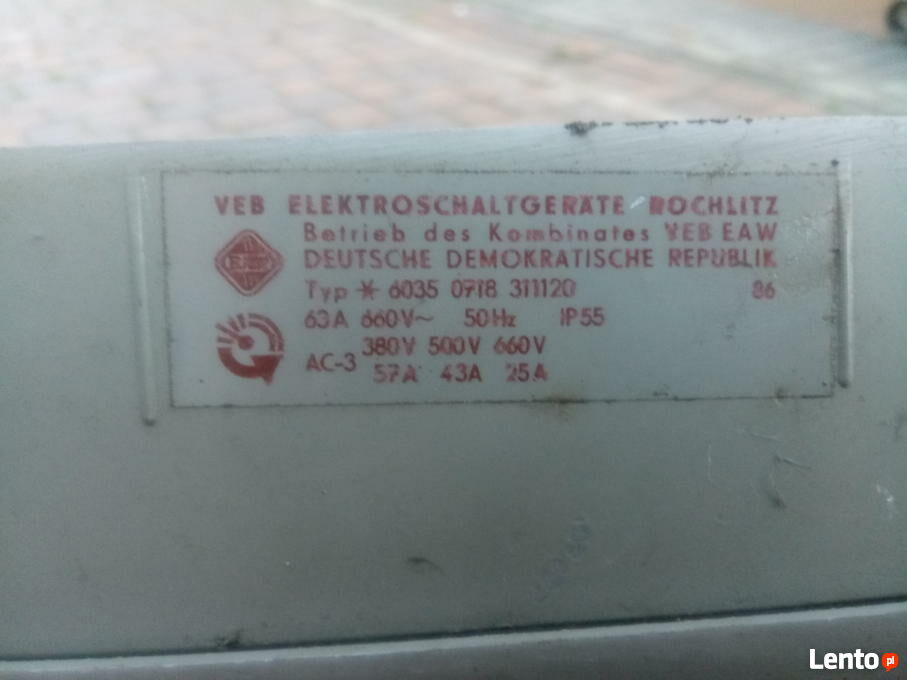 VEB ELEKTROSCHALTGERÄTE ROCHLITZ
Betrieb des Kombinates VEB EAW
DEUTSCHE DEMOKRATISCHE REPUBLIK
Typ * 6035 0718 311120 86
63A 660V~ 50Hz IP55
AC-3 380V 500V 660V
57A 43A 25A
Lento pl